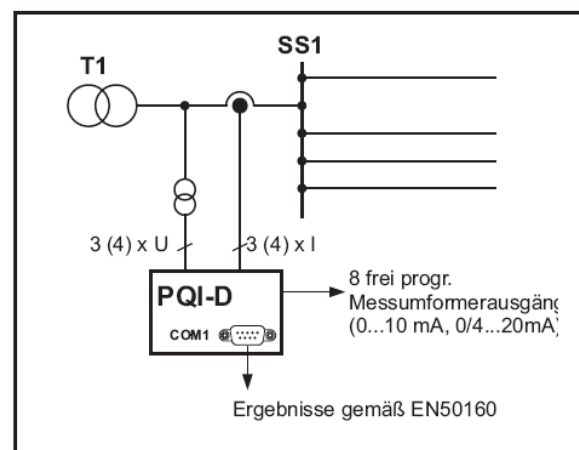 SS1
T1
3 (4) x U
3 (4) x I
PQI-D
COM1
8 frei progr.
Messumformerausgäng
(0...10 mA, 0/4...20mA)
Ergebnisse gemäß EN50160